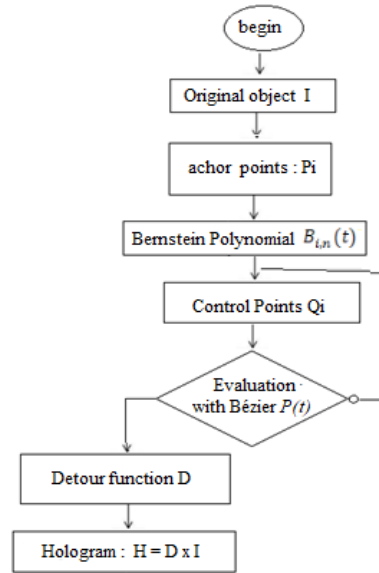 begin
Original object I
achor points : Pi
Bernstein Polynomial B_{i,n}(t)
Control Points Qi
Evaluation
with Bézier P(t)
Detour function D
Hologram : H = D x I